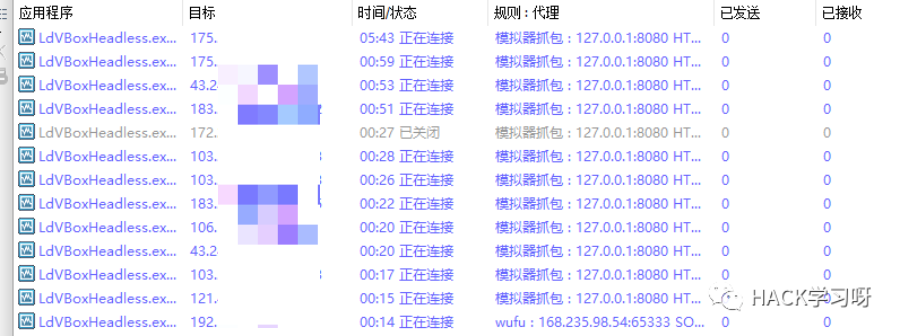 应用程序 目标 时间/状态 规则 : 代理 已发送 已接收
LdVBoxHeadless.ex... 175. 05:43 正在连接 模拟器抓包 : 127.0.0.1:8080 HT... 0 0
LdVBoxHeadless.ex... 175. 00:59 正在连接 模拟器抓包 : 127.0.0.1:8080 HT... 0 0
LdVBoxHeadless.ex... 43.2 00:53 正在连接 模拟器抓包 : 127.0.0.1:8080 HT... 0 0
LdVBoxHeadless.ex... 183. 00:51 正在连接 模拟器抓包 : 127.0.0.1:8080 HT... 0 0
LdVBoxHeadless.ex... 172. 00:27 已关闭 模拟器抓包 : 127.0.0.1:8080 HT... 0 0
LdVBoxHeadless.ex... 103. 00:28 正在连接 模拟器抓包 : 127.0.0.1:8080 HT... 0 0
LdVBoxHeadless.ex... 103. 00:26 正在连接 模拟器抓包 : 127.0.0.1:8080 HT... 0 0
LdVBoxHeadless.ex... 183. 00:22 正在连接 模拟器抓包 : 127.0.0.1:8080 HT... 0 0
LdVBoxHeadless.ex... 106. 00:20 正在连接 模拟器抓包 : 127.0.0.1:8080 HT... 0 0
LdVBoxHeadless.ex... 43.2 00:20 正在连接 模拟器抓包 : 127.0.0.1:8080 HT... 0 0
LdVBoxHeadless.ex... 103. 00:17 正在连接 模拟器抓包 : 127.0.0.1:8080 HT... 0 0
LdVBoxHeadless.ex... 121. 00:15 正在连接 模拟器抓包 : 127.0.0.1:8080 HT... 0 0
LdVBoxHeadless.ex... 192. 00:14 正在连接 wufu : 168.235.98.54:65333 SO... 0 0
HACK学习呀